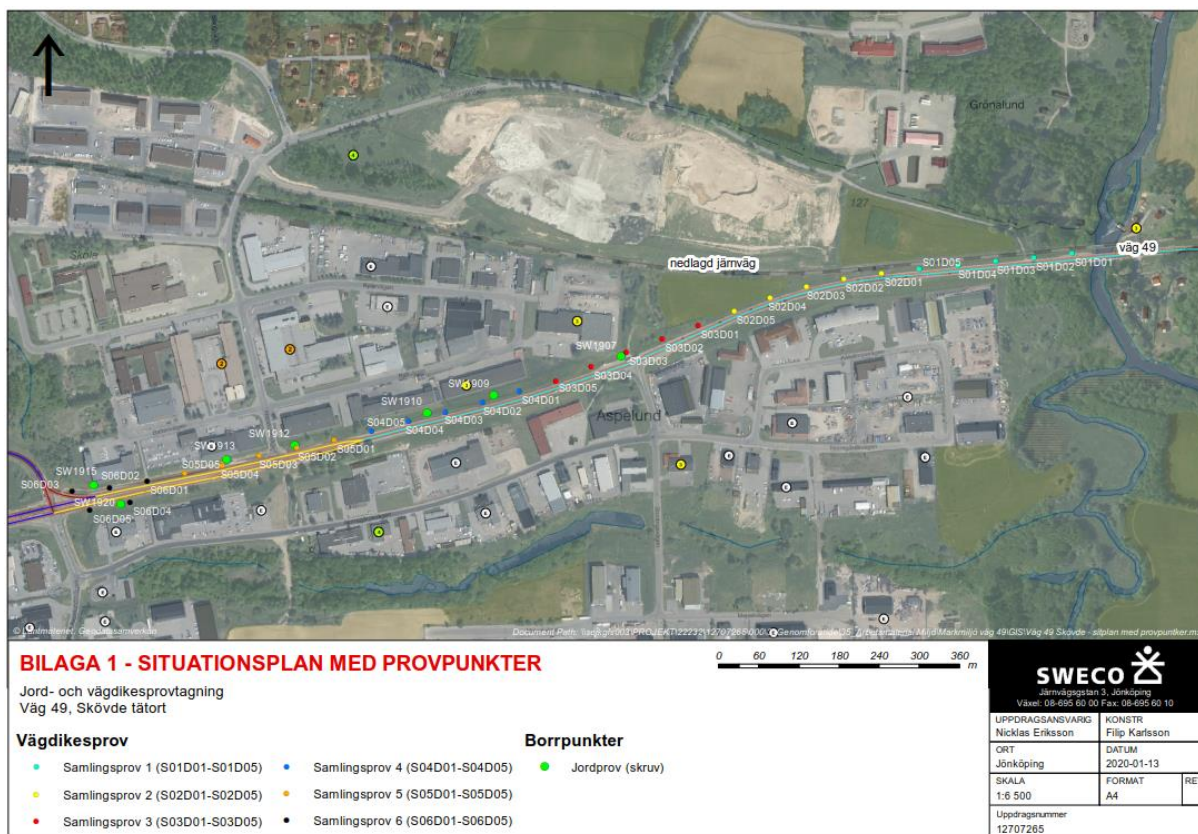 Grönalund
127
väg 49
nedlagd järnväg
S01D05
S01D04
S01D03
S01D02
S01D01
S02D01
S02D02
S02D03
S02D04
S02D05
S03D01
S03D02
SW1907
S03D03
S03D04
S03D05
SW1909
S04D01
S04D02
SW1910
S04D03
S04D04
S04D05
Aspelund
SW1912
S05D01
S05D02
SW1913
S05D03
S05D04
S05D05
SW1915
S06D02
S06D03
S06D01
SW1920
S06D04
S06D05
BILAGA 1 - SITUATIONSPLAN MED PROVPUNKTER
Jord- och vägdikesprovtagning
Väg 49, Skövde tätort
0 60 120 180 240 300 360
m
Vägdikesprov
Samlingsprov 1 (S01D01-S01D05)
Samlingsprov 2 (S02D01-S02D05)
Samlingsprov 3 (S03D01-S03D05)
Samlingsprov 4 (S04D01-S04D05)
Samlingsprov 5 (S05D01-S05D05)
Samlingsprov 6 (S06D01-S06D05)
Borrpunkter
Jordprov (skruv)
SWECO
Järnvägsgstan 3, Jönköping
Växel: 08-695 60 00 Fax: 08-695 60 10
UPPDRAGSANSVARIG
Nicklas Eriksson
KONSTR
Filip Karlsson
ORT
Jönköping
DATUM
2020-01-13
SKALA
1:6 500
FORMAT
A4
Uppdragsnummer
12707265